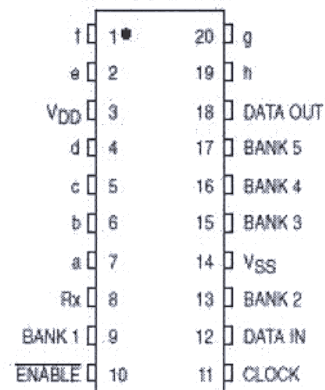 f 1 20 g
e 2 19 h
VDD 3 18 DATA OUT
d 4 17 BANK 5
c 5 16 BANK 4
b 6 15 BANK 3
a 7 14 VSS
Rx 8 13 BANK 2
BANK 1 9 12 DATA IN
ENABLE 10 11 CLOCK